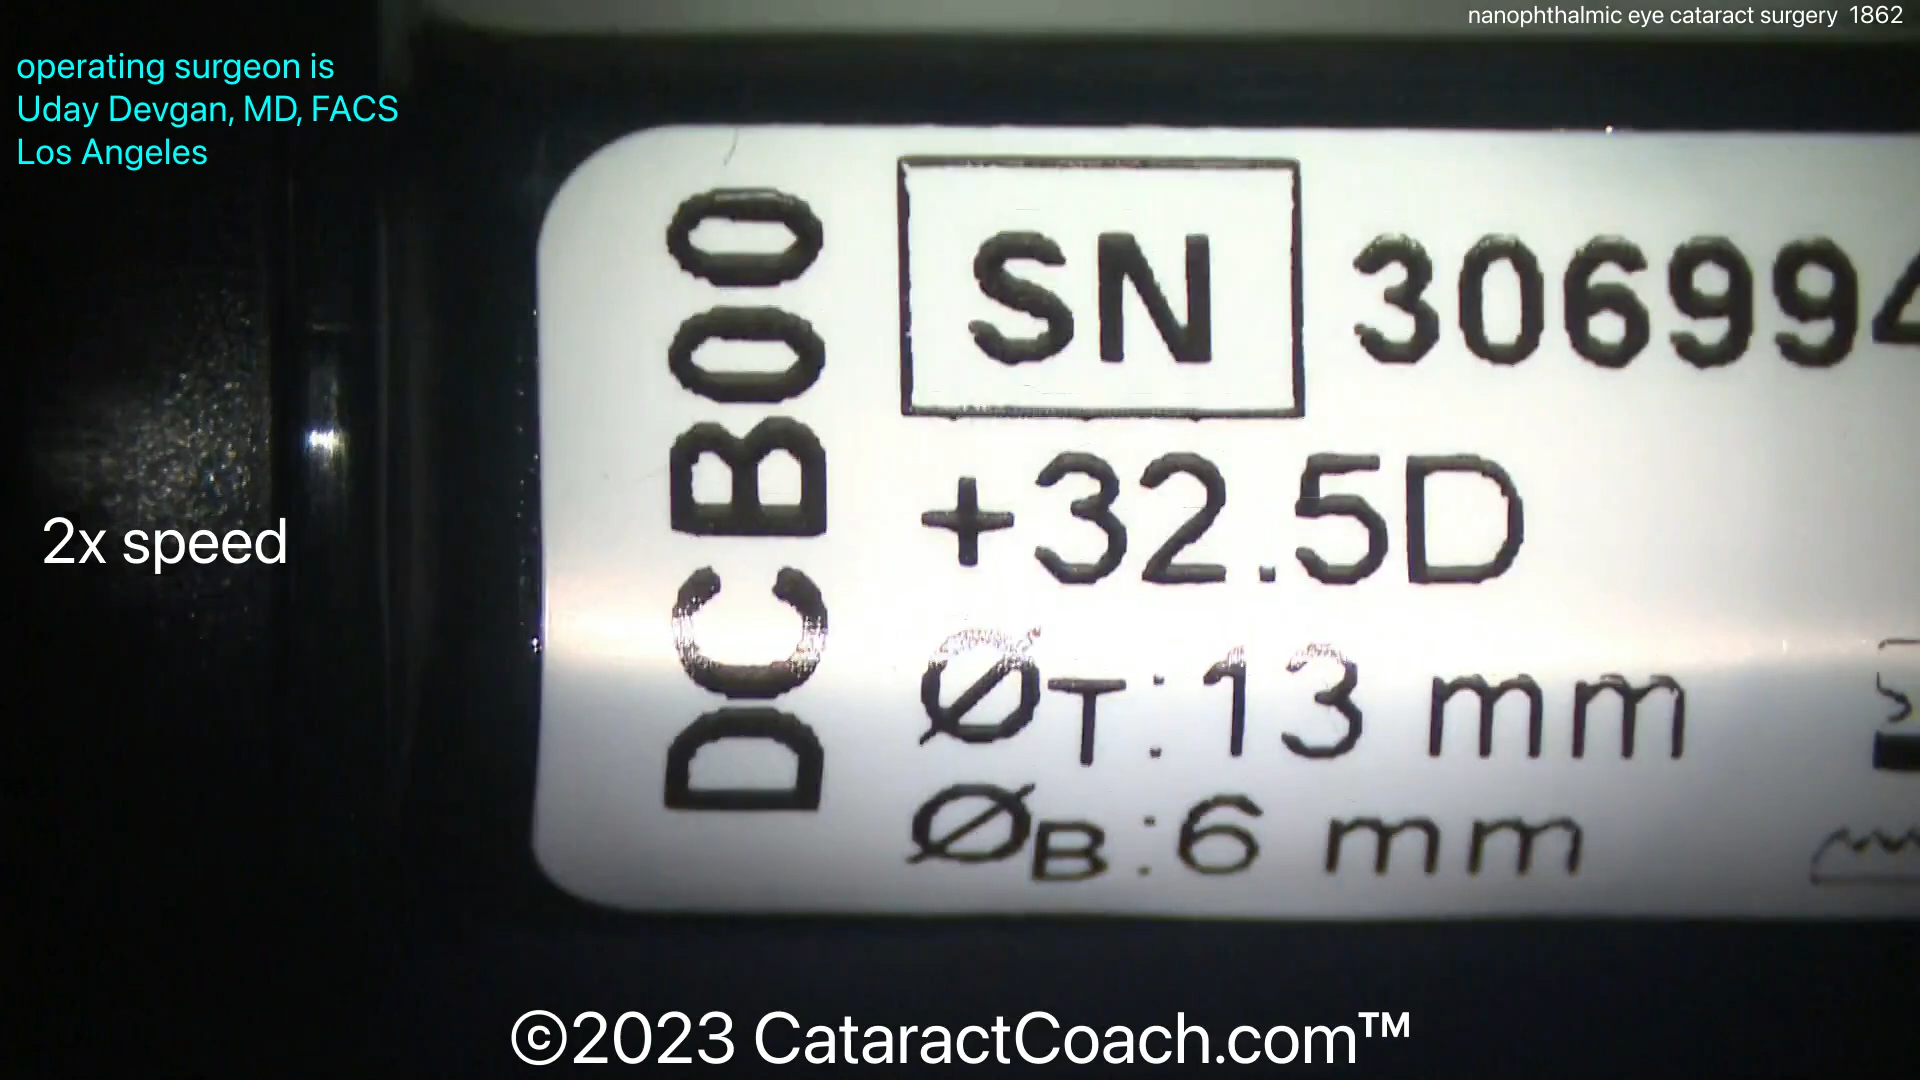 nanophthalmic eye cataract surgery 1862
operating surgeon is
Uday Devgan, MD, FACS
Los Angeles
DCB00
SN 30699
+32.5D
ØT:13 mm
ØB:6 mm
2x speed
©2023 CataractCoach.com™